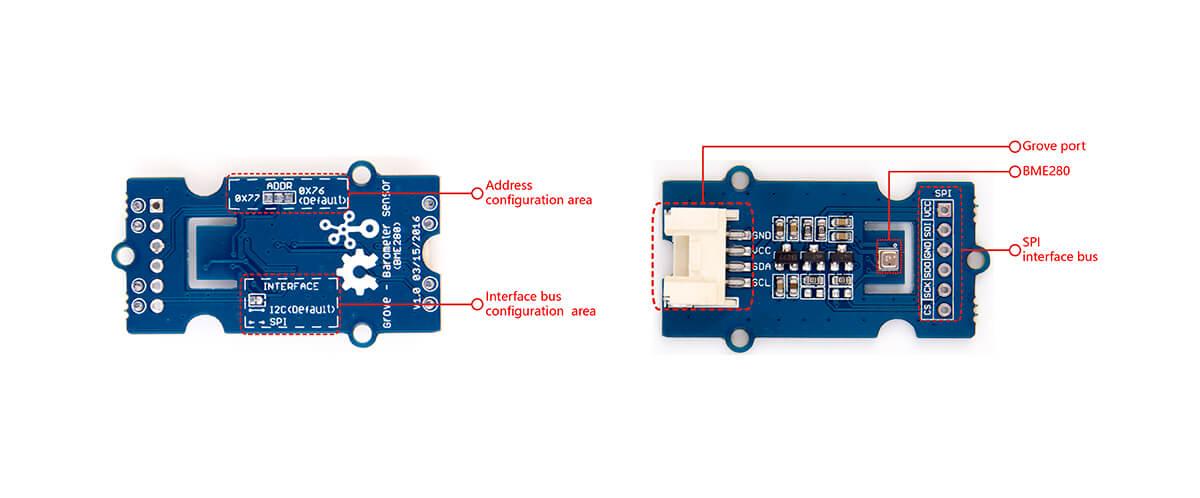 ADDR
0X77
0X76
<Default>
INTERFACE
I2C<Default>
SPI
Grove - Barometer Sensor
<BME280>
V1.0 03/15/2016
Address
configuration area
Interface bus
configuration area
Grove port
BME280
SPI
interface bus
GND
VCC
SDA
SCL
SPI
VCC
SDI
GND
SDO
SCK
CS